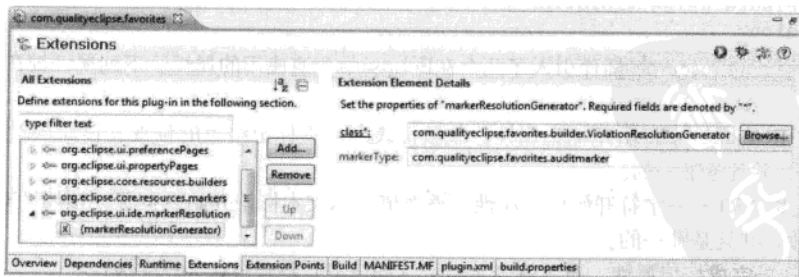 com.qualityeclipse.favorites
Extensions
All Extensions
Define extensions for this plug-in in the following section.
type filter text
org.eclipse.ui.preferencePages
org.eclipse.ui.propertyPages
org.eclipse.core.resources.builders
org.eclipse.core.resources.markers
org.eclipse.ui.ide.markerResolution
(markerResolutionGenerator)
Add...
Remove
Up
Down
Extension Element Details
Set the properties of "markerResolutionGenerator". Required fields are denoted by "*".
class*: com.qualityeclipse.favorites.builder.ViolationResolutionGenerator Browse...
markerType: com.qualityeclipse.favorites.auditmarker
Overview Dependencies Runtime Extensions Extension Points Build MANIFEST.MF plugin.xml build.properties